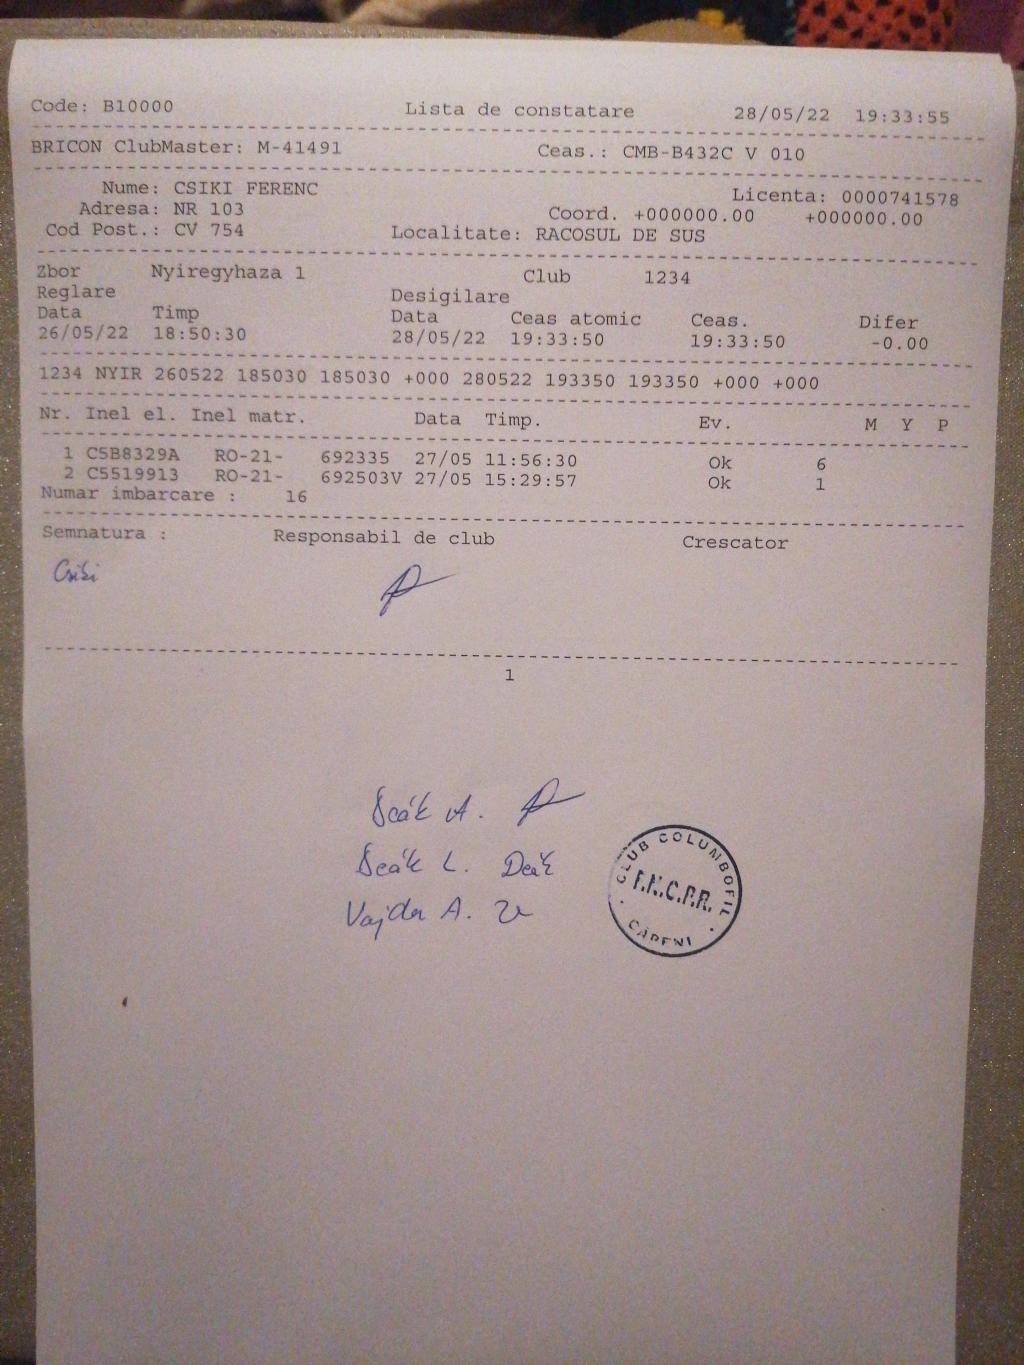 Code: B10000 Lista de constatare 28/05/22 19:33:55
BRICON ClubMaster: M-41491 Ceas.: CMB-B432C V 010
Nume: CSIKI FERENC Licenta: 0000741578
Adresa: NR 103 Coord. +000000.00 +000000.00
Cod Post.: CV 754 Localitate: RACOSUL DE SUS
Zbor Nyiregyhaza 1 Club 1234
Reglare Desigilare
Data Timp Data Ceas atomic Ceas. Difer
26/05/22 18:50:30 28/05/22 19:33:50 19:33:50 -0.00
1234 NYIR 260522 185030 185030 +000 280522 193350 193350 +000 +000
Nr. Inel el. Inel matr. Data Timp. Ev. M Y P
1 C5B8329A RO-21- 692335 27/05 11:56:30 Ok 6
2 C5519913 RO-21- 692503V 27/05 15:29:57 Ok 1
Numar imbarcare : 16
Semnatura : Responsabil de club Crescator
Csiki
1
Deák A.
Deák L. Deák
Vajda A.
CLUB COLUMBOFIL
F.N.C.P.R.
CĂPENI